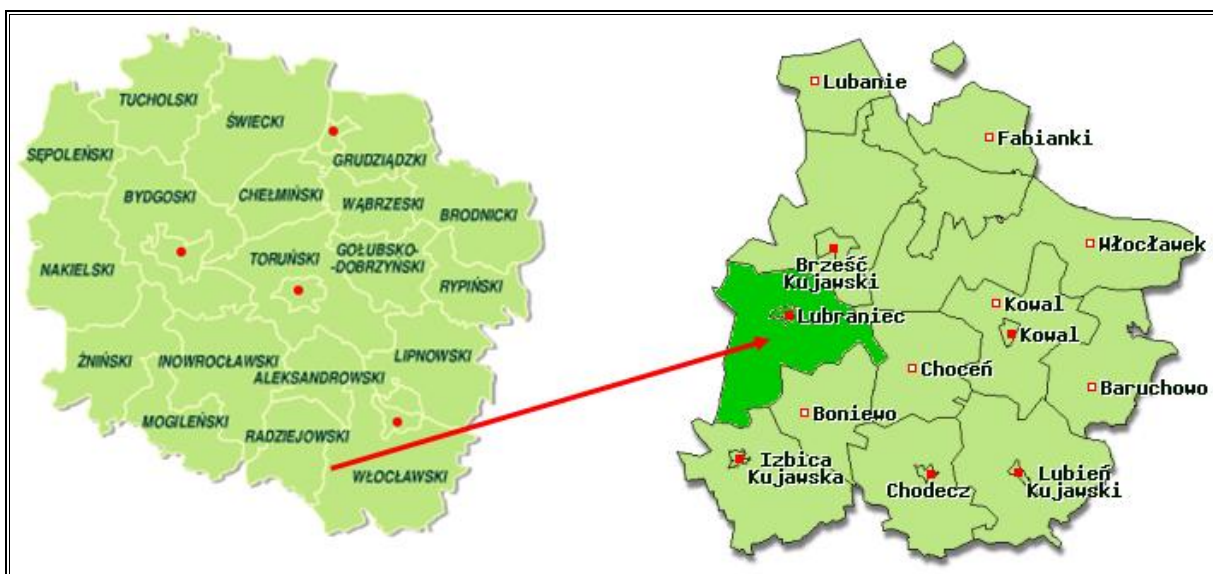 TUCHOLSKI
ŚWIECKI
SĘPOLEŃSKI
GRUDZIĄDZKI
BYDGOSKI
CHEŁMIŃSKI
WĄBRZESKI
BRODNICKI
NAKIELSKI
TORUŃSKI
GOŁUBSKO-
-DOBRZYŃSKI
RYPIŃSKI
ŻNIŃSKI
INOWROCŁAWSKI
LIPNOWSKI
ALEKSANDROWSKI
MOGILEŃSKI
RADZIEJOWSKI
WŁOCŁAWSKI
Lubanie
Fabianki
Włocławek
Brześć
Kujawski
Kowal
Lubraniec
Kowal
Choceń
Baruchowo
Boniewo
Izbica
Kujawska
Chodecz
Lubień
Kujawski